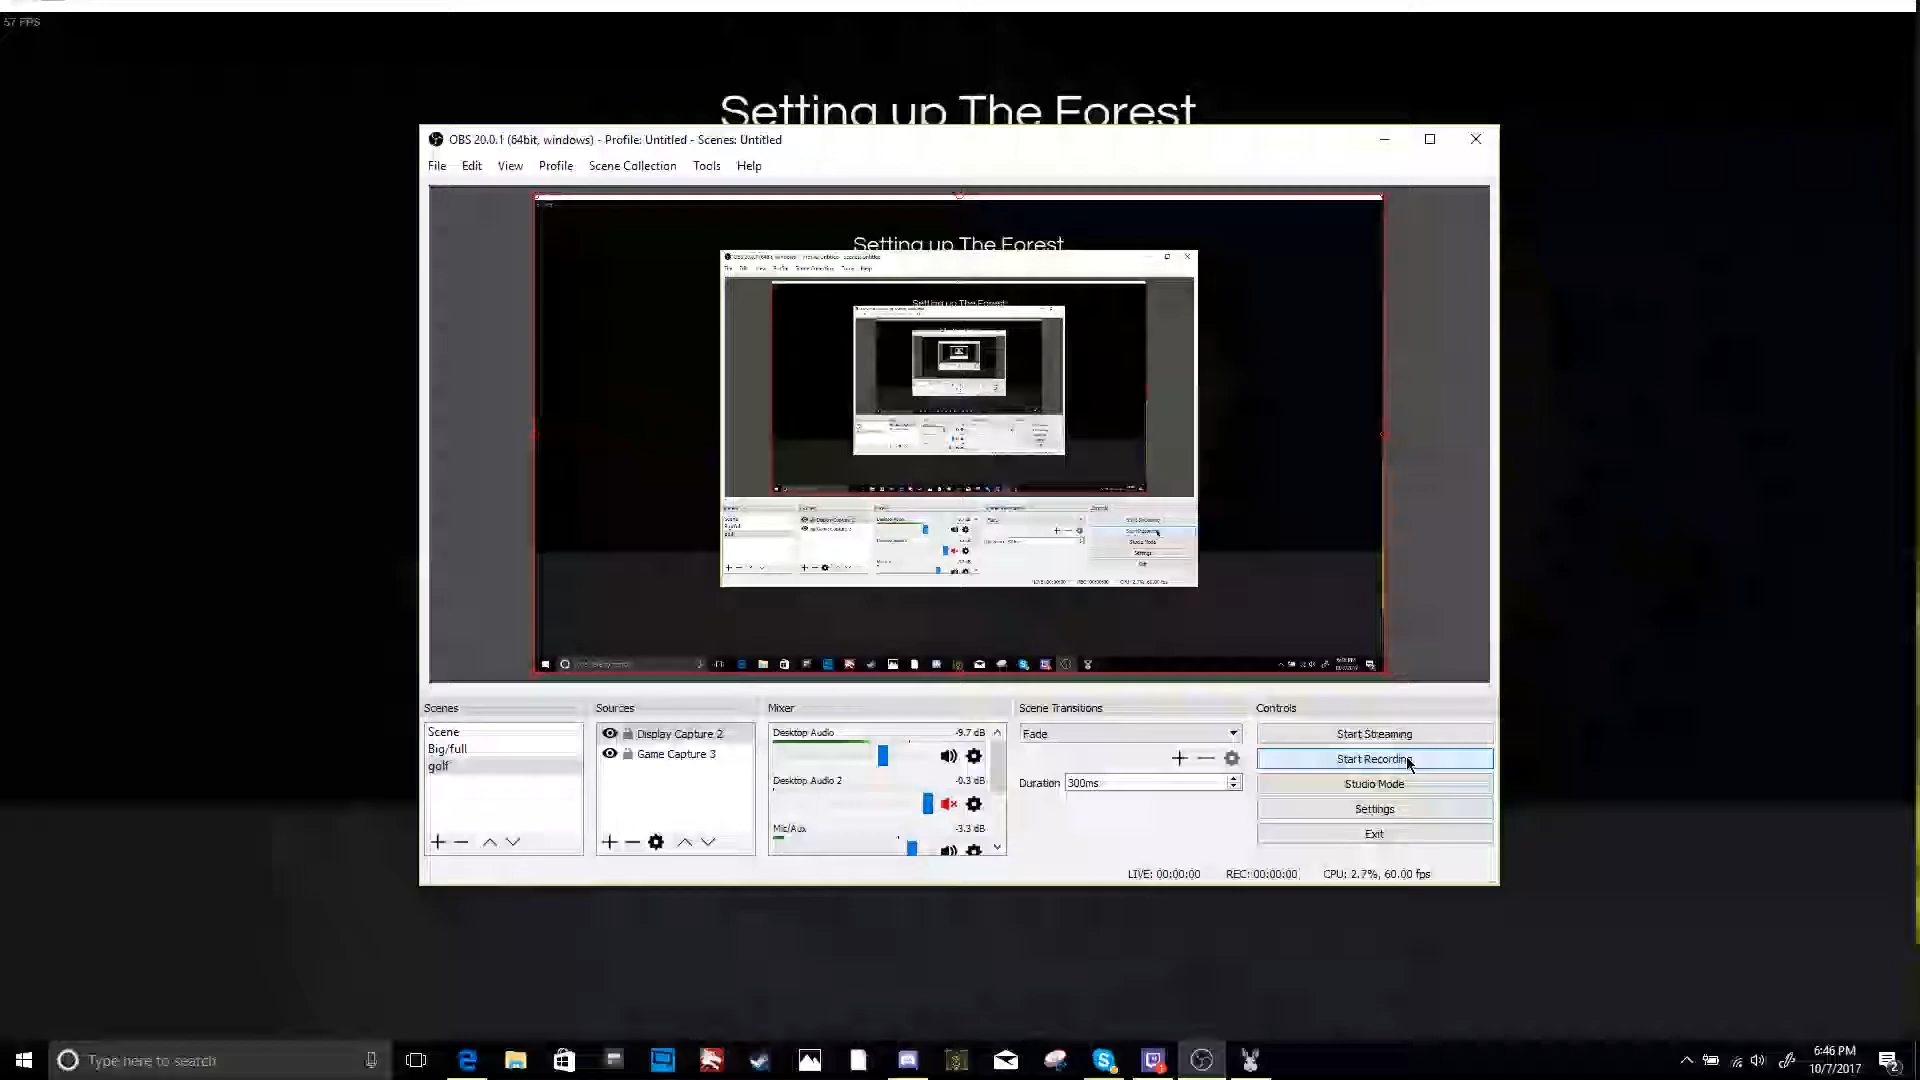 57 FPS
Setting up The Forest
OBS 20.0.1 (64bit, windows) - Profile: Untitled - Scenes: Untitled
File Edit View Profile Scene Collection Tools Help
Setting up The Forest
Setting up The Forest
Scenes
Scene
Big/full
golf
Sources
Display Capture 2
Game Capture 3
Mixer
Desktop Audio -9.7 dB
Desktop Audio 2 -0.3 dB
Mic/Aux -3.3 dB
Scene Transitions
Fade
Duration 300ms
Controls
Start Streaming
Start Recording
Studio Mode
Settings
Exit
LIVE: 00:00:00 REC: 00:00:00 CPU: 2.7%, 60.00 fps
Type here to search
6:46 PM
10/7/2017
2